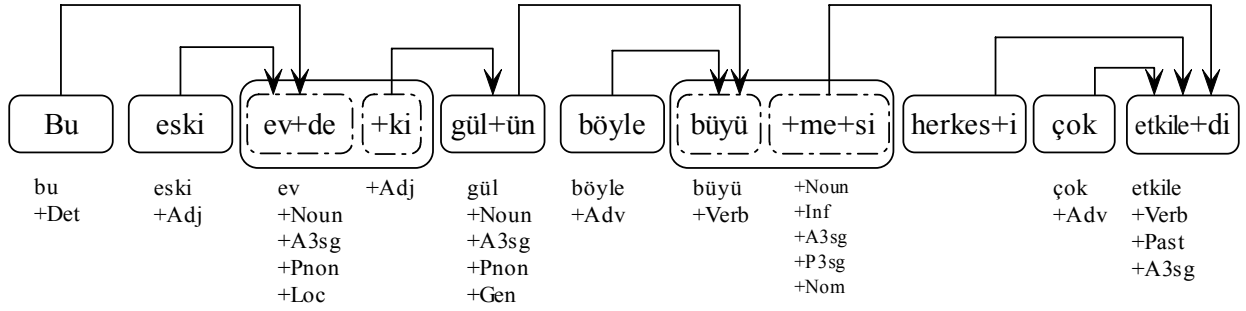 Bu eski ev+de +ki gül+ün böyle büyü +me+si herkes+i çok etkile+di
bu eski ev +Adj gül böyle büyü +Noun çok etkile
+Det +Adj +Noun +Noun +Adv +Verb +Inf +Adv +Verb
+A3sg +A3sg +A3sg +Past
+Pnon +Pnon +P3sg +A3sg
+Loc +Gen +Nom